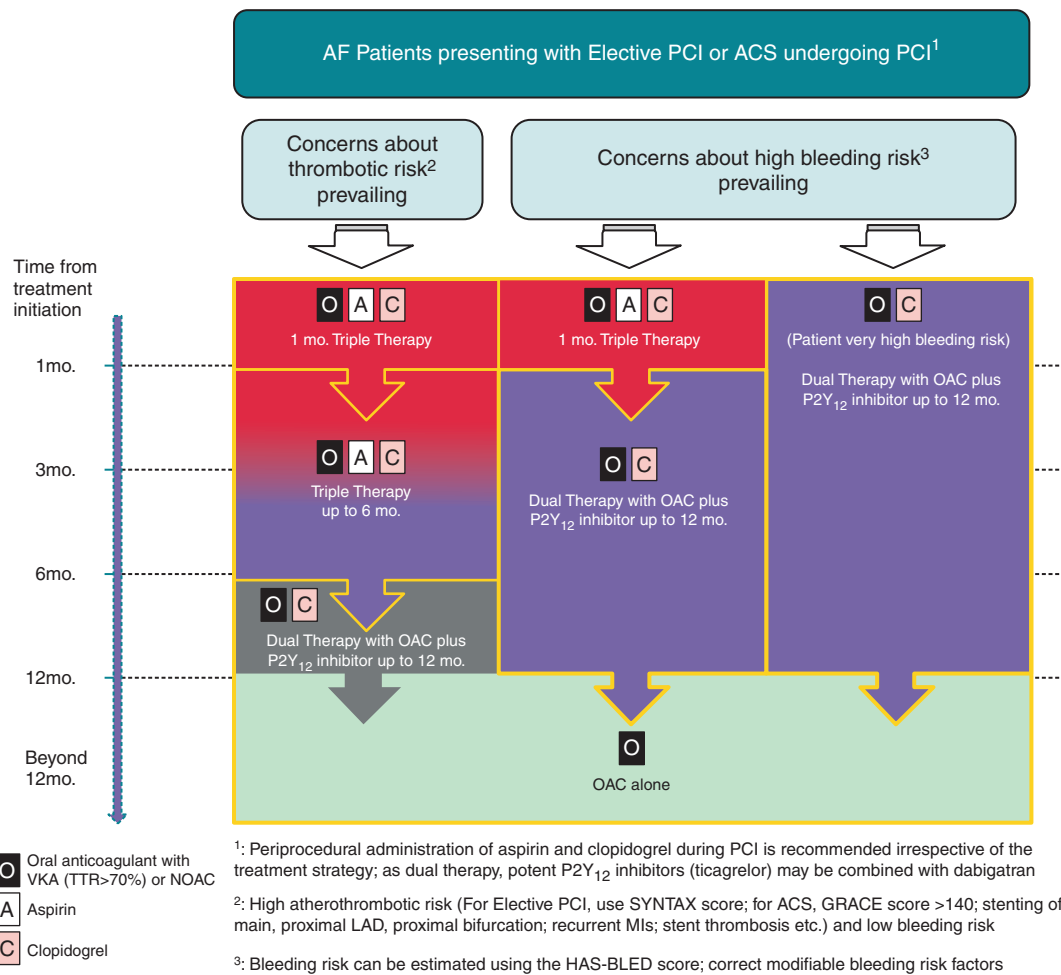 AF Patients presenting with Elective PCI or ACS undergoing PCI¹
Concerns about
thrombotic risk²
prevailing
Concerns about high bleeding risk³
prevailing
Time from
treatment
initiation
O A C
1 mo. Triple Therapy
O A C
1 mo. Triple Therapy
O C
(Patient very high bleeding risk)
Dual Therapy with OAC plus
P2Y₁₂ inhibitor up to 12 mo.
1mo.
O A C
Triple Therapy
up to 6 mo.
O C
Dual Therapy with OAC plus
P2Y₁₂ inhibitor up to 12 mo.
3mo.
6mo.
O C
Dual Therapy with OAC plus
P2Y₁₂ inhibitor up to 12 mo.
12mo.
Beyond
12mo.
O
OAC alone
O Oral anticoagulant with
VKA (TTR>70%) or NOAC
A Aspirin
C Clopidogrel
¹: Periprocedural administration of aspirin and clopidogrel during PCI is recommended irrespective of the
treatment strategy; as dual therapy, potent P2Y₁₂ inhibitors (ticagrelor) may be combined with dabigatran
²: High atherothrombotic risk (For Elective PCI, use SYNTAX score; for ACS, GRACE score >140; stenting of
main, proximal LAD, proximal bifurcation; recurrent MIs; stent thrombosis etc.) and low bleeding risk
³: Bleeding risk can be estimated using the HAS-BLED score; correct modifiable bleeding risk factors